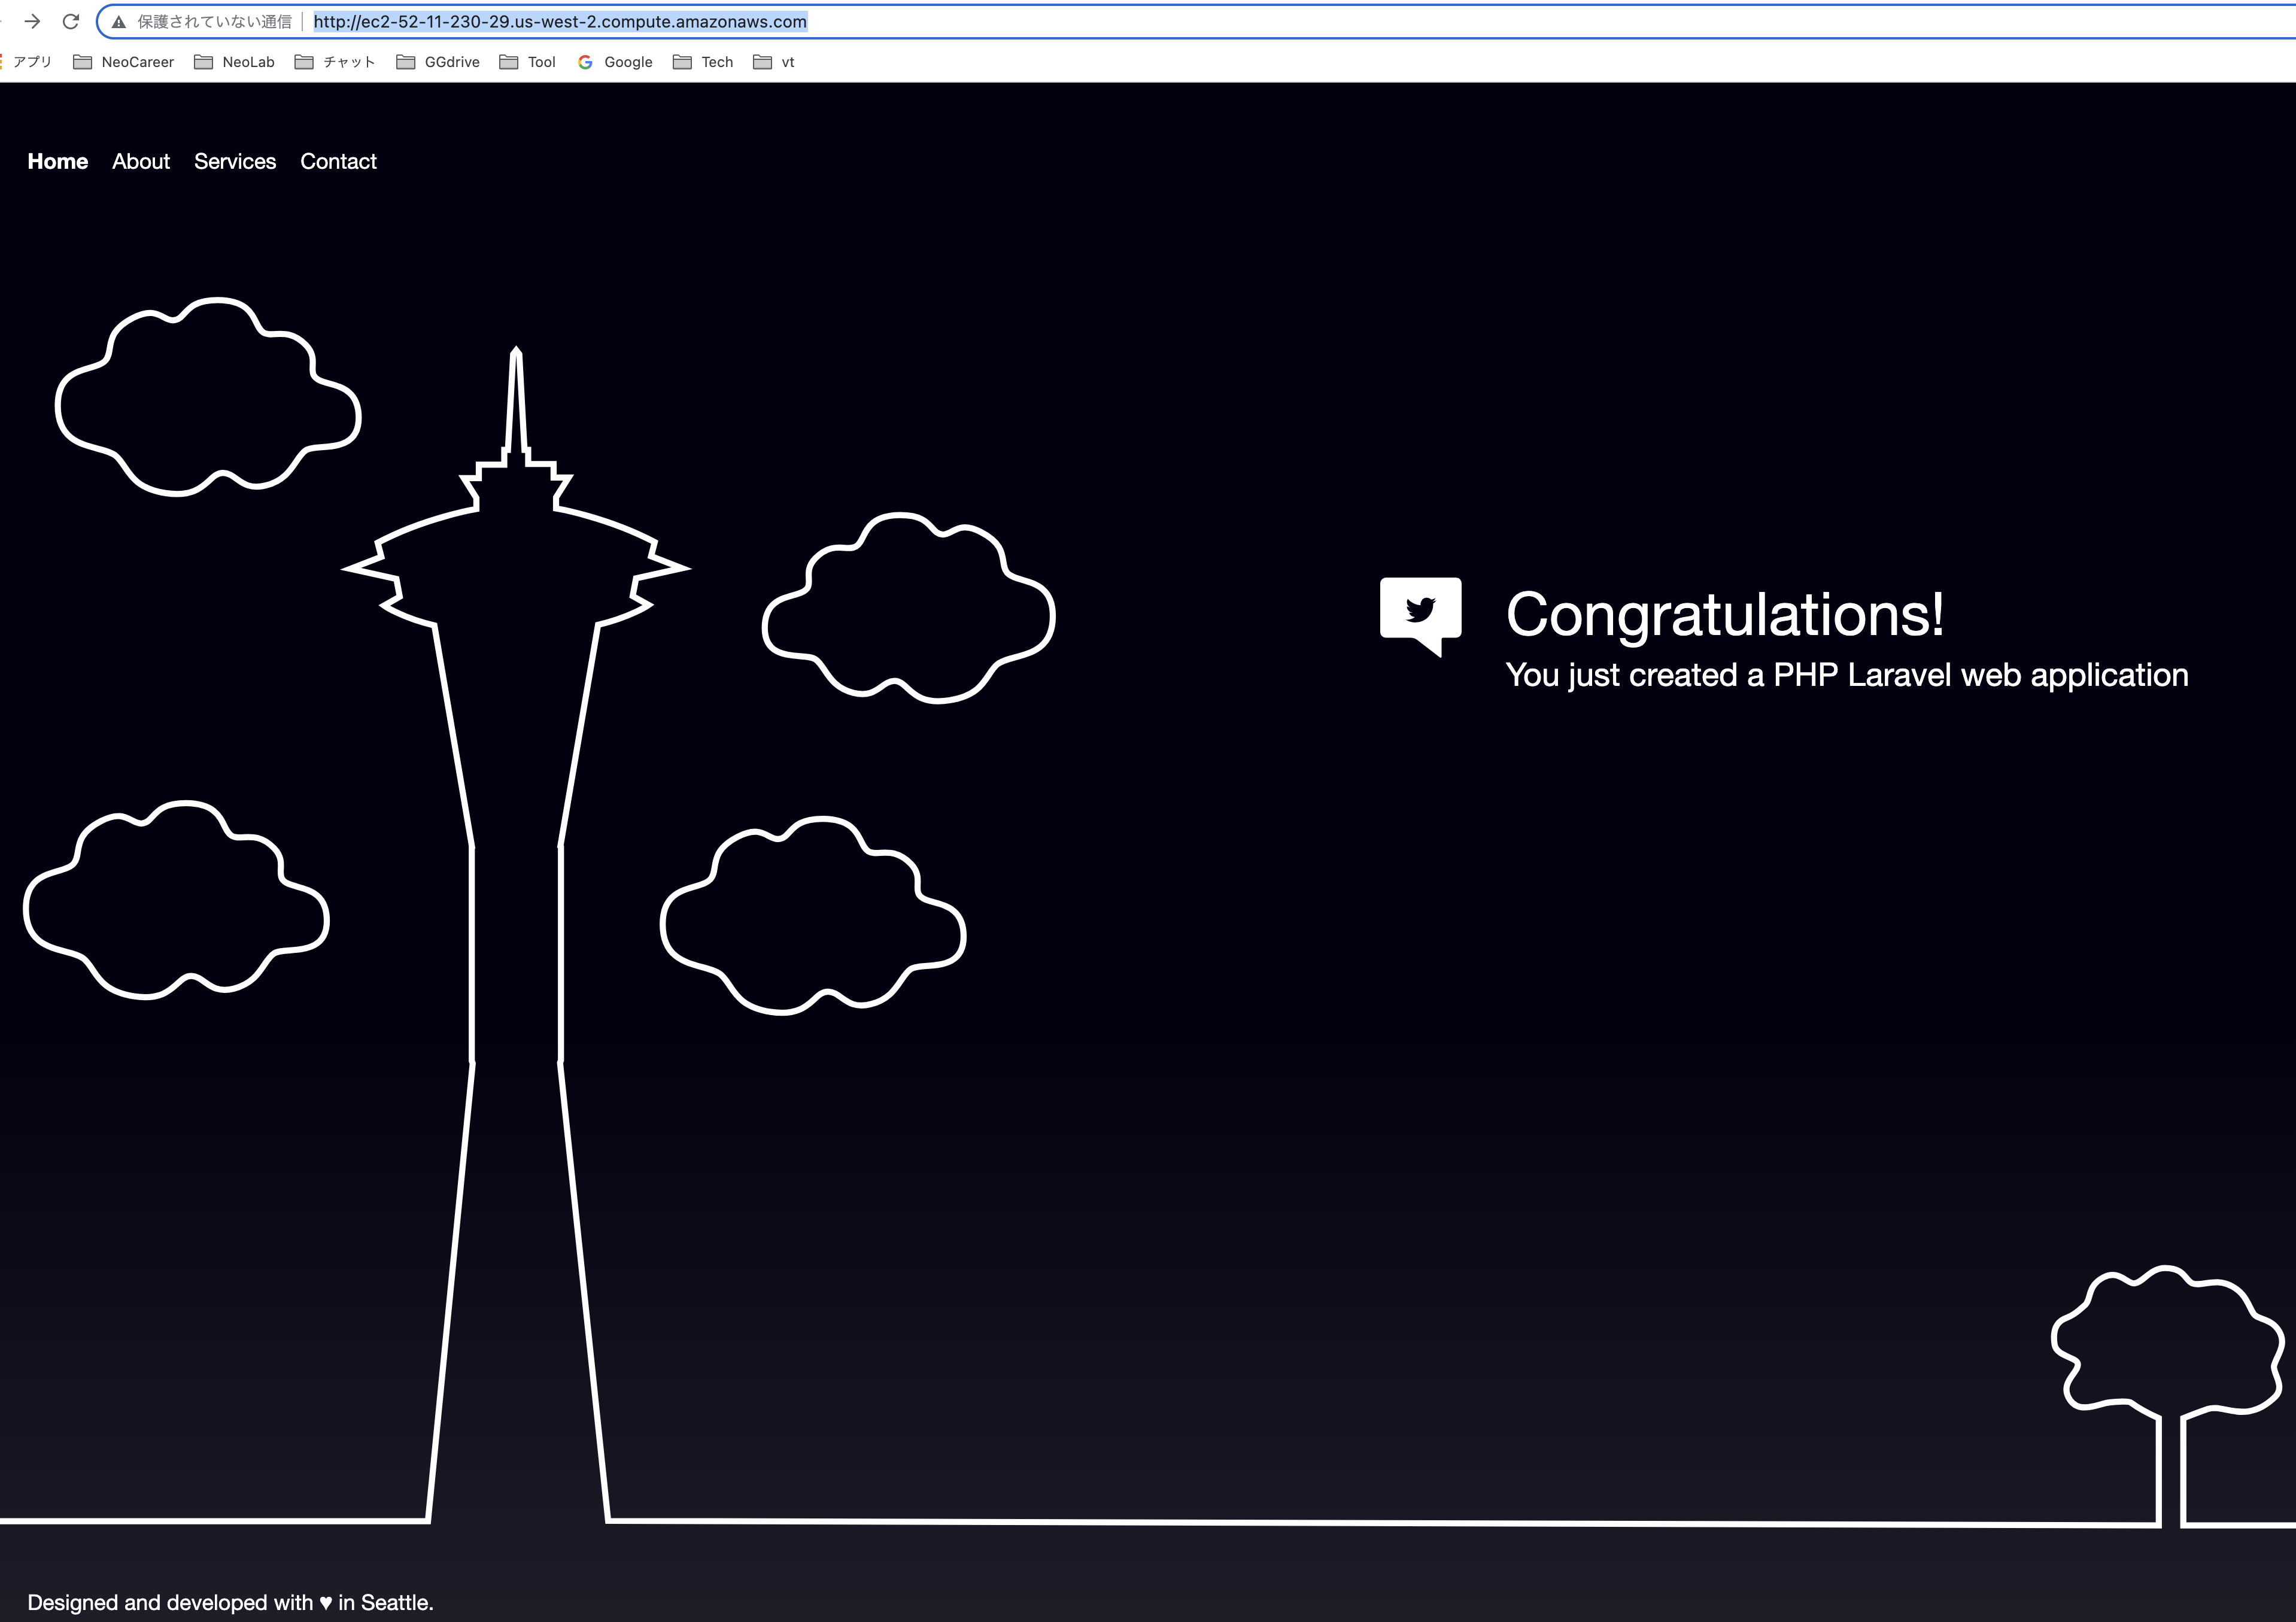 保護されていない通信 http://ec2-52-11-230-29.us-west-2.compute.amazonaws.com
アプリ NeoCareer NeoLab チャット GGdrive Tool Google Tech vt
Home About Services Contact
Congratulations!
You just created a PHP Laravel web application
Designed and developed with ♥ in Seattle.